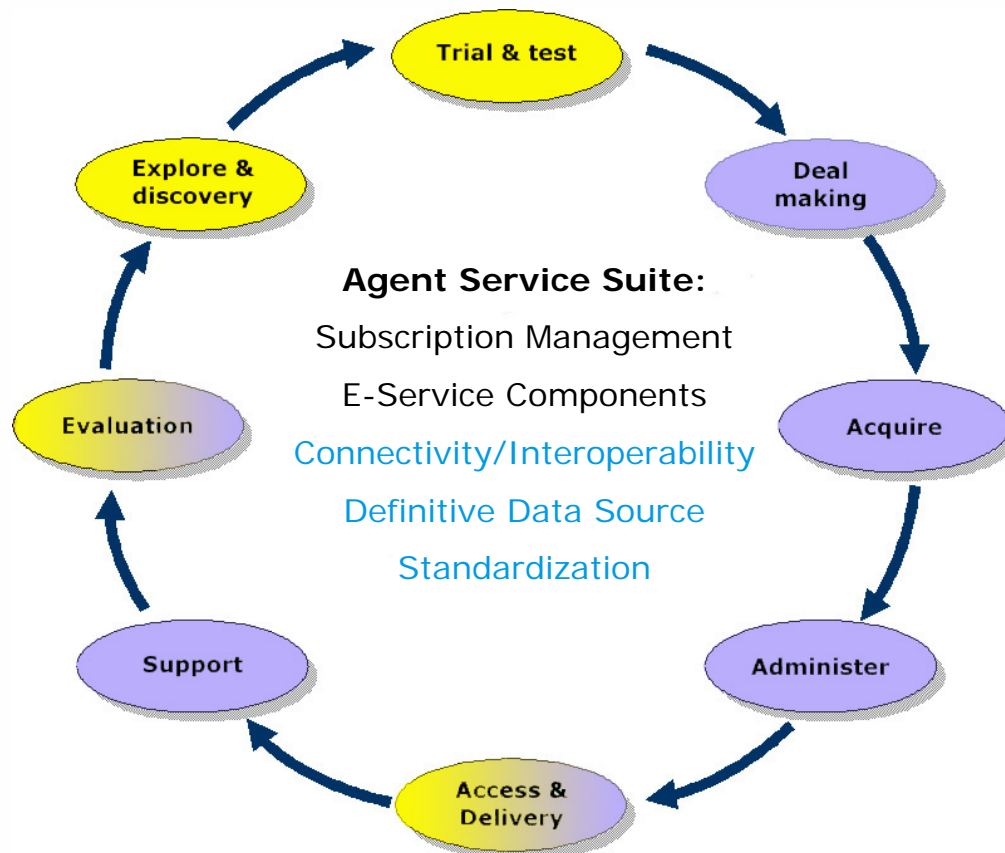 Trial & test
Explore &
discovery
Deal
making
Agent Service Suite:
Subscription Management
E-Service Components
Connectivity/Interoperability
Definitive Data Source
Standardization
Evaluation
Acquire
Support
Administer
Access &
Delivery